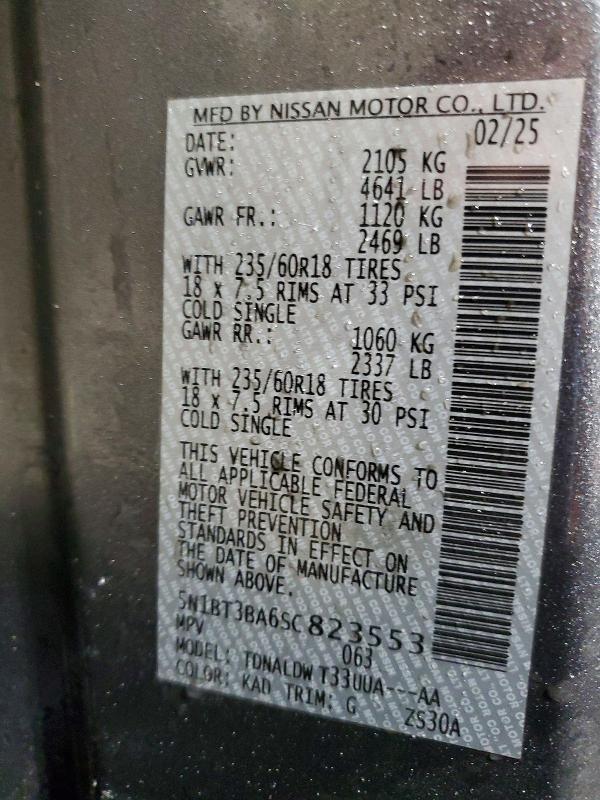 MFD BY NISSAN MOTOR CO., LTD.
DATE: 02/25
GVWR: 2105 KG
4641 LB
GAWR FR.: 1120 KG
2469 LB
WITH 235/60R18 TIRES
18 X 7.5 RIMS AT 33 PSI
COLD SINGLE
GAWR RR.: 1060 KG
2337 LB
WITH 235/60R18 TIRES
18 X 7.5 RIMS AT 30 PSI
COLD SINGLE
THIS VEHICLE CONFORMS TO
ALL APPLICABLE FEDERAL
MOTOR VEHICLE SAFETY AND
THEFT PREVENTION
STANDARDS IN EFFECT ON
THE DATE OF MANUFACTURE
SHOWN ABOVE.
5N1BT3BA6SC823553
MPV 063
MODEL: TDNALDWT33UUA---AA
COLOR: KAD TRIM: G ZS30A